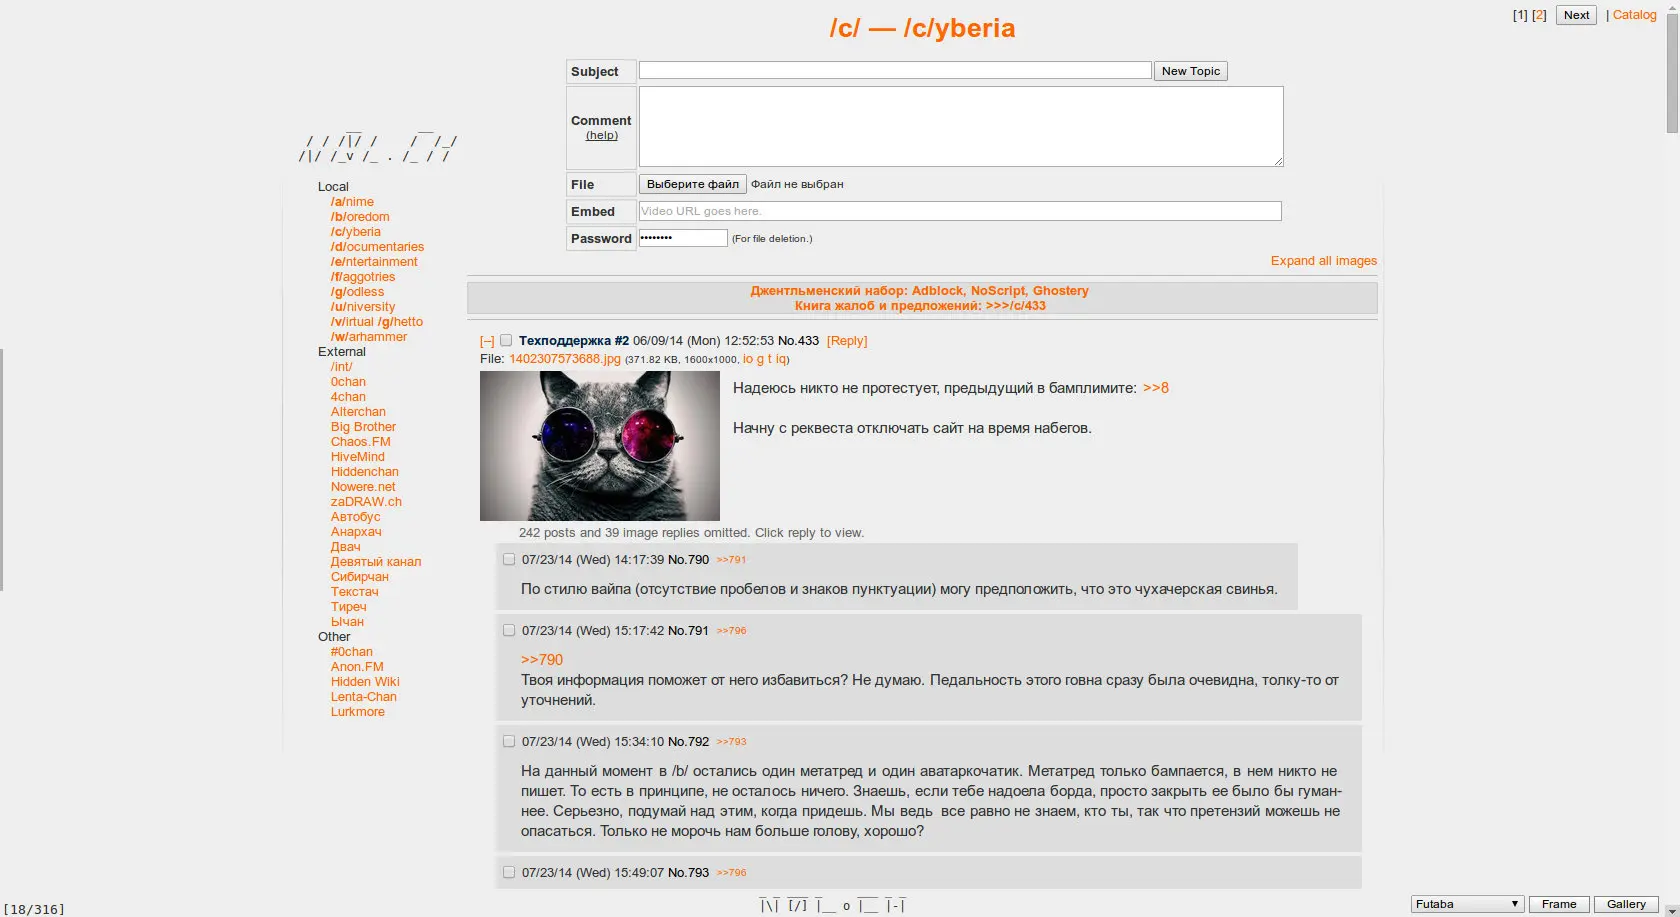 /c/ — /c/yberia
[1] [2] Next | Catalog
Subject New Topic
Comment
(help)
File Выберите файл Файл не выбран
Embed Video URL goes here.
Password •••••••• (For file deletion.)
Expand all images
Local
/a/nime
/b/oredom
/c/yberia
/d/ocumentaries
/e/ntertainment
/f/aggotries
/g/odless
/u/niversity
/v/irtual /g/hetto
/w/arhammer
External
/int/
0chan
4chan
Alterchan
Big Brother
Chaos.FM
HiveMind
Hiddenchan
Nowere.net
zaDRAW.ch
Автобус
Анархач
Двач
Девятый канал
Сибирчан
Текстач
Тиреч
Ычан
Other
#0chan
Anon.FM
Hidden Wiki
Lenta-Chan
Lurkmore
Джентльменский набор: Adblock, NoScript, Ghostery
Книга жалоб и предложений: >>>/c/433
[–] Техподдержка #2 06/09/14 (Mon) 12:52:53 No.433 [Reply]
File: 1402307573688.jpg (371.82 KB, 1600x1000, io g t iq)
Надеюсь никто не протестует, предыдущий в бамплимите: >>8
Начну с реквеста отключать сайт на время набегов.
242 posts and 39 image replies omitted. Click reply to view.
07/23/14 (Wed) 14:17:39 No.790 >>791
По стилю вайпа (отсутствие пробелов и знаков пунктуации) могу предположить, что это чухачерская свинья.
07/23/14 (Wed) 15:17:42 No.791 >>796
>>790
Твоя информация поможет от него избавиться? Не думаю. Педальность этого говна сразу была очевидна, толку-то от
уточнений.
07/23/14 (Wed) 15:34:10 No.792 >>793
На данный момент в /b/ остались один метатред и один аватаркочатик. Метатред только бампается, в нем никто не
пишет. То есть в принципе, не осталось ничего. Знаешь, если тебе надоела борда, просто закрыть ее было бы гуман-
нее. Серьезно, подумай над этим, когда придешь. Мы ведь все равно не знаем, кто ты, так что претензий можешь не
опасаться. Только не морочь нам больше голову, хорошо?
07/23/14 (Wed) 15:49:07 No.793 >>796
[18/316]
Futaba Frame Gallery